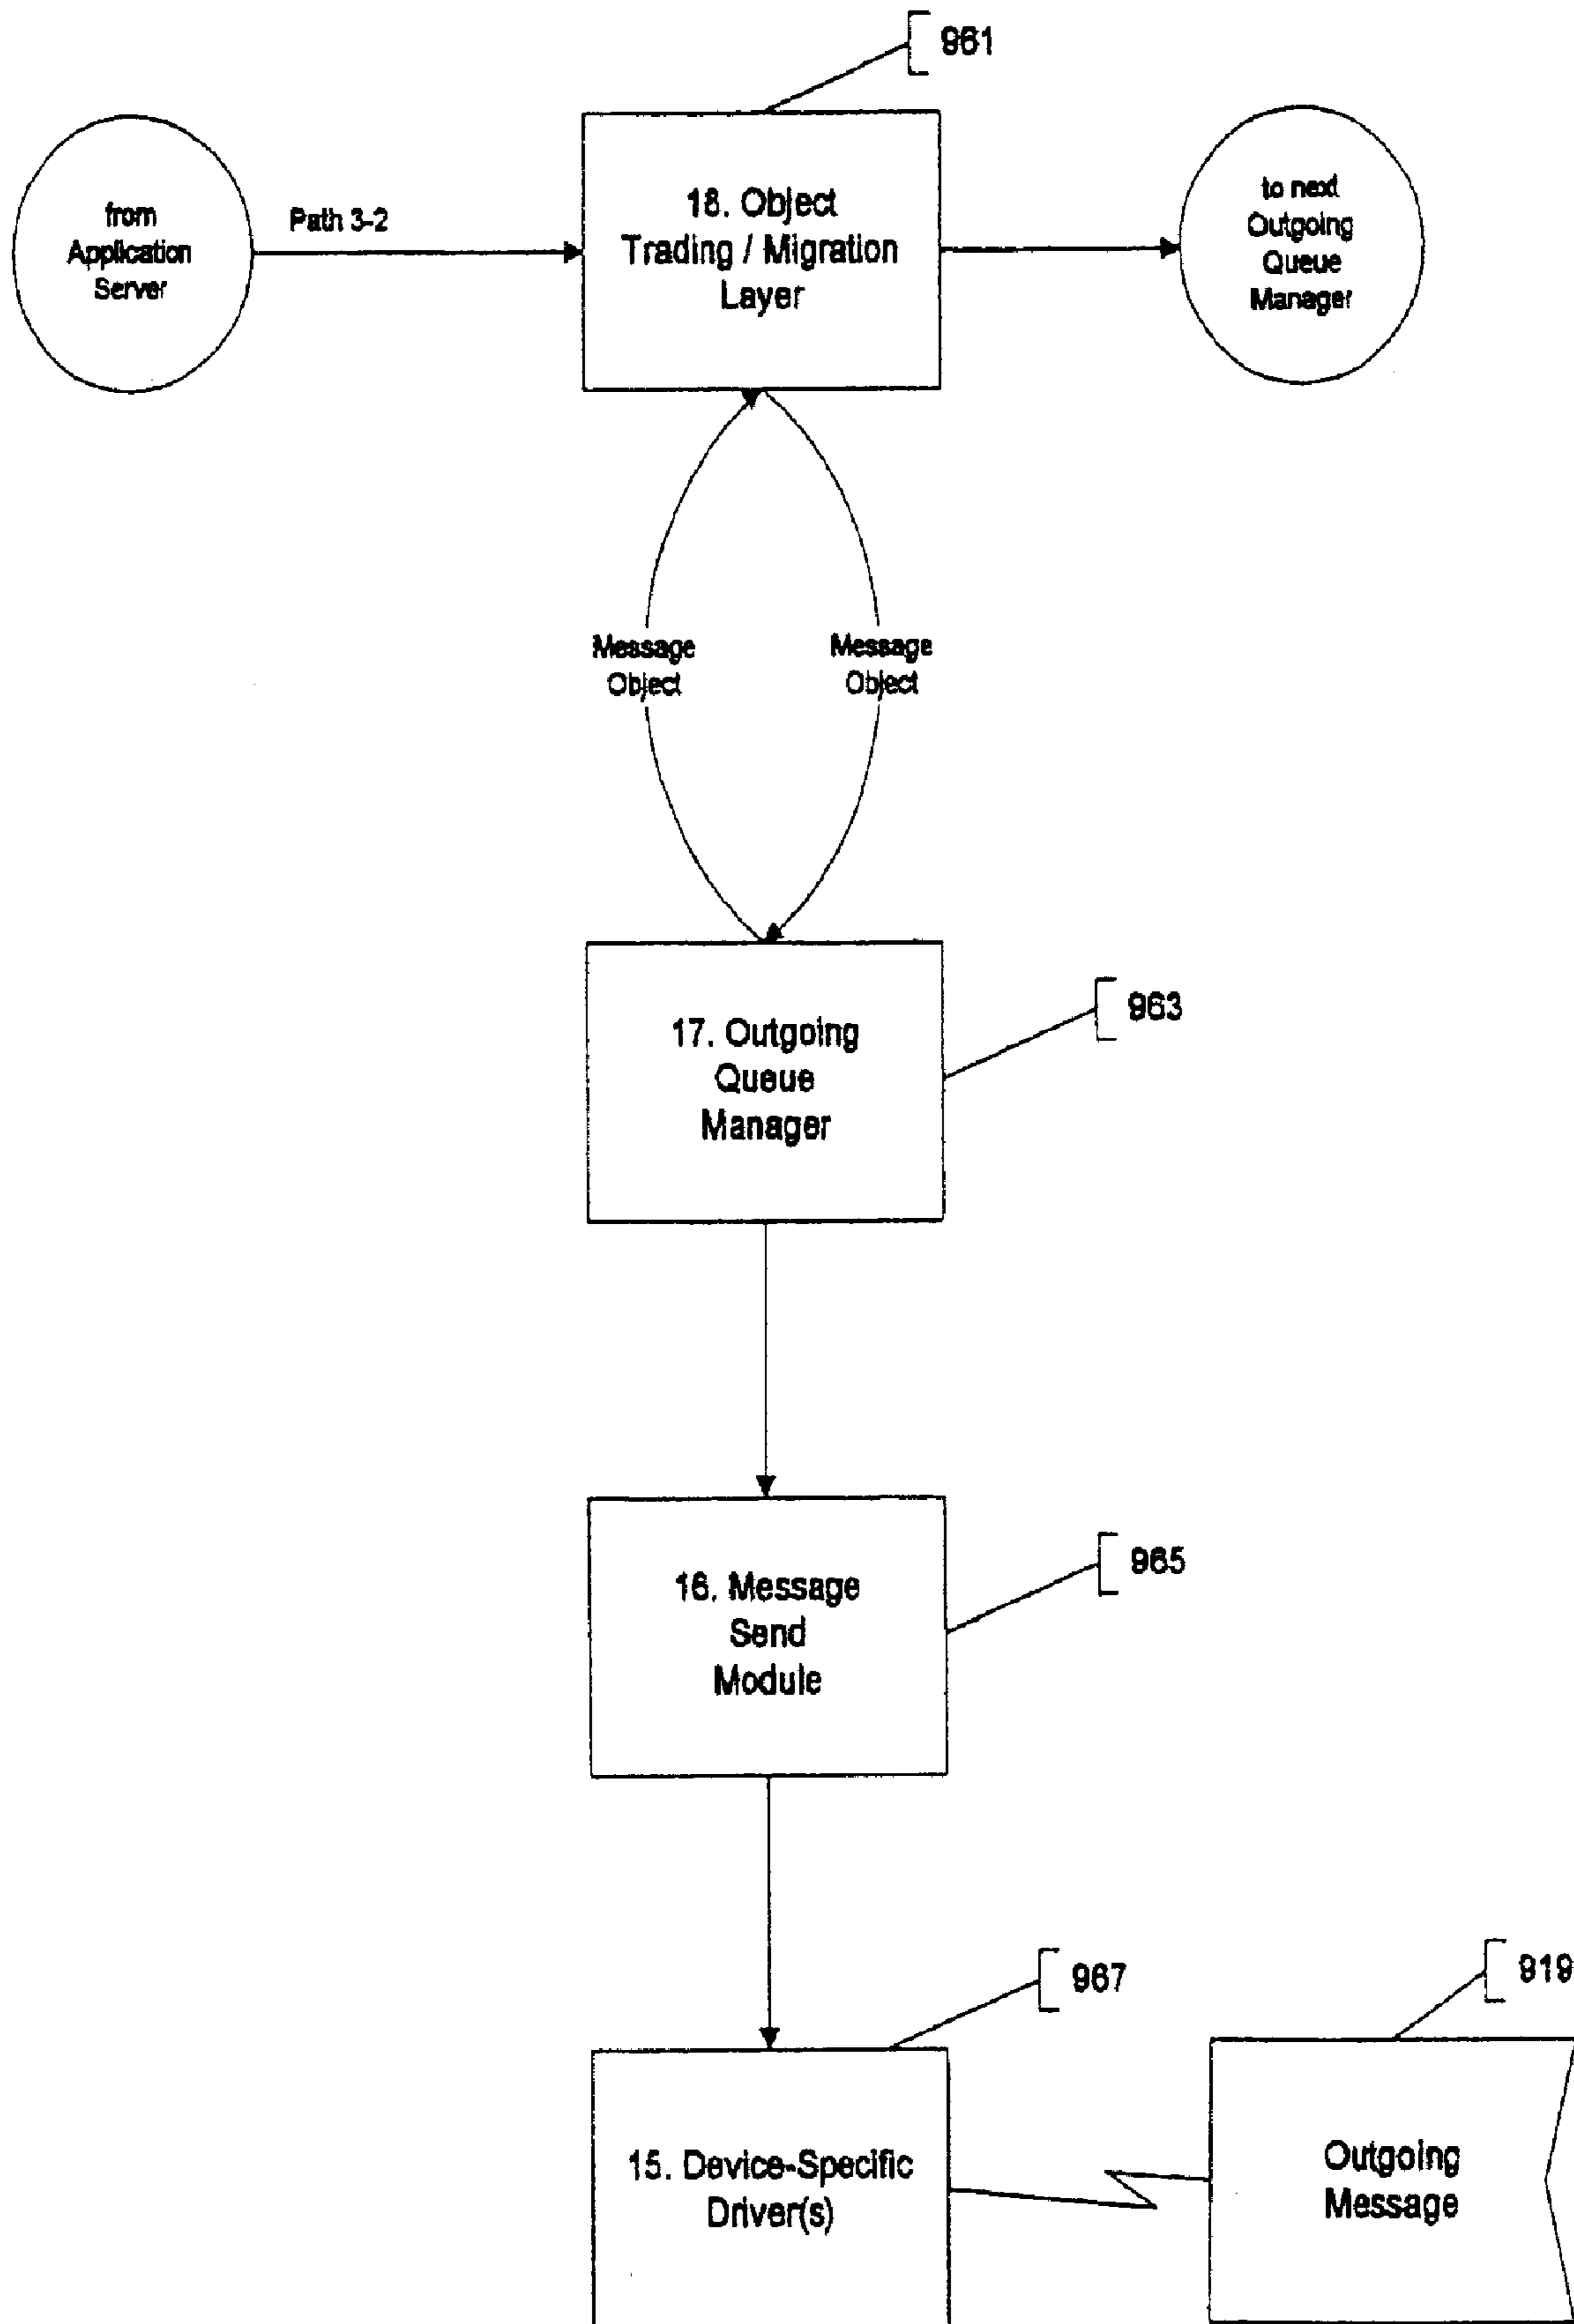 961
from
Application
Server
Path 3-2
18. Object
Trading / Migration
Layer
to next
Outgoing
Queue
Manager
Message
Object
Message
Object
963
17. Outgoing
Queue
Manager
965
16. Message
Send
Module
967
919
15. Device-Specific
Driver(s)
Outgoing
Message